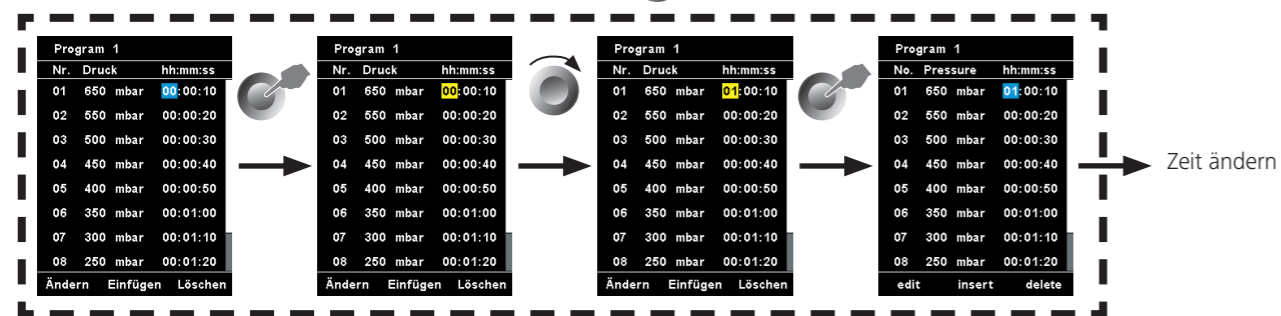 Program 1
Nr. Druck hh:mm:ss
01 650 mbar 00:00:10
02 550 mbar 00:00:20
03 500 mbar 00:00:30
04 450 mbar 00:00:40
05 400 mbar 00:00:50
06 350 mbar 00:01:00
07 300 mbar 00:01:10
08 250 mbar 00:01:20
Ändern Einfügen Löschen
Program 1
Nr. Druck hh:mm:ss
01 650 mbar 00:00:10
02 550 mbar 00:00:20
03 500 mbar 00:00:30
04 450 mbar 00:00:40
05 400 mbar 00:00:50
06 350 mbar 00:01:00
07 300 mbar 00:01:10
08 250 mbar 00:01:20
Ändern Einfügen Löschen
Program 1
Nr. Druck hh:mm:ss
01 650 mbar 01:00:10
02 550 mbar 00:00:20
03 500 mbar 00:00:30
04 450 mbar 00:00:40
05 400 mbar 00:00:50
06 350 mbar 00:01:00
07 300 mbar 00:01:10
08 250 mbar 00:01:20
Ändern Einfügen Löschen
Program 1
No. Pressure hh:mm:ss
01 650 mbar 01:00:10
02 550 mbar 00:00:20
03 500 mbar 00:00:30
04 450 mbar 00:00:40
05 400 mbar 00:00:50
06 350 mbar 00:01:00
07 300 mbar 00:01:10
08 250 mbar 00:01:20
edit insert delete
Zeit ändern